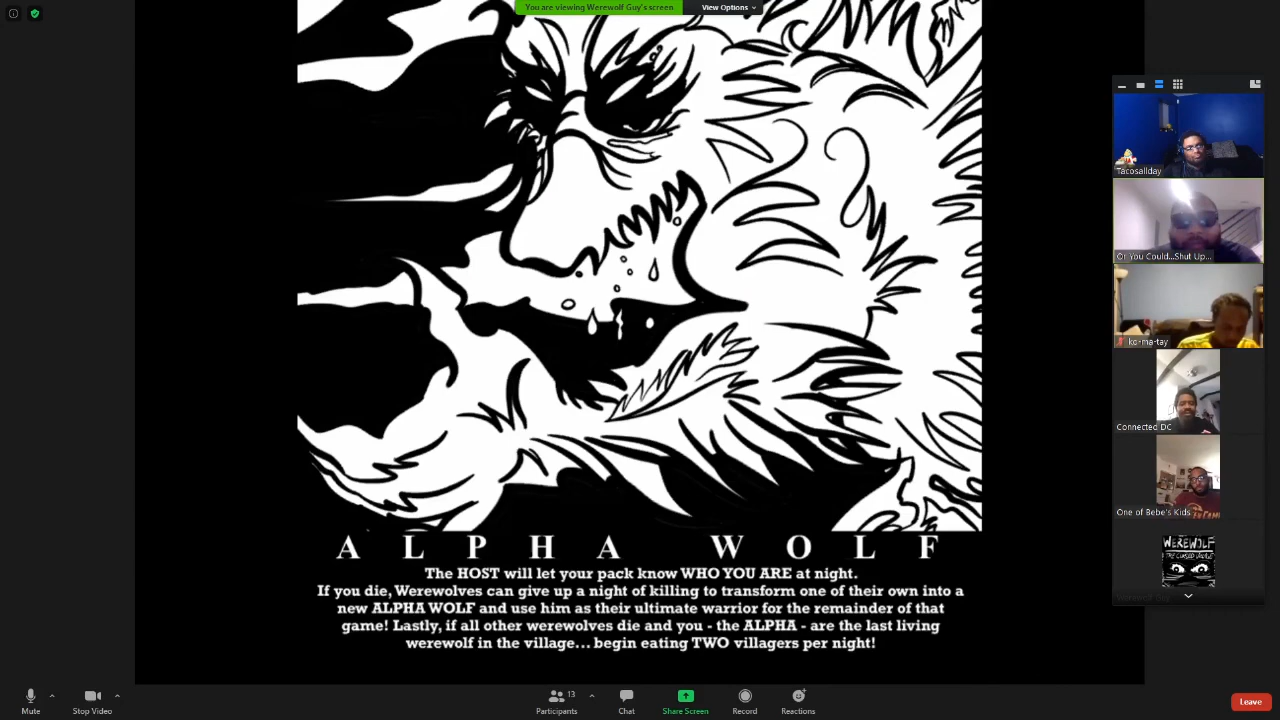 You are viewing Werewolf Guy's screen
View Options
Tacosallday
Or You Could...Shut Up...
ko-ma-tay
Connected DC
One of Bebe's Kids
WEREWOLF
ALPHA WOLF
The HOST will let your pack know WHO YOU ARE at night.
If you die, Werewolves can give up a night of killing to transform one of their own into a
new ALPHA WOLF and use him as their ultimate warrior for the remainder of that
game! Lastly, if all other werewolves die and you - the ALPHA - are the last living
werewolf in the village... begin eating TWO villagers per night!
Mute
Stop Video
13
Participants
Chat
Share Screen
Record
Reactions
Leave